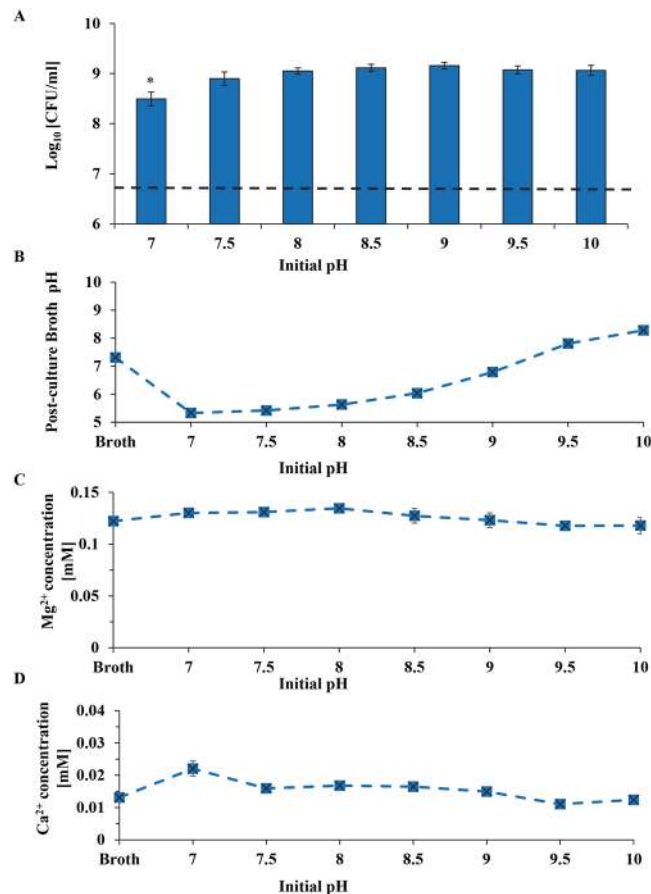 A
10
9
8
7
6
Log₁₀ [CFU/ml]
*
7 7.5 8 8.5 9 9.5 10
Initial pH
B
10
9
8
7
6
5
Post-culture Broth pH
Broth 7 7.5 8 8.5 9 9.5 10
Initial pH
C
0.15
0.1
0.05
0
Mg²⁺ concentration
[mM]
Broth 7 7.5 8 8.5 9 9.5 10
Initial pH
D
0.04
0.03
0.02
0.01
0
Ca²⁺ concentration
[mM]
Broth 7 7.5 8 8.5 9 9.5 10
Initial pH